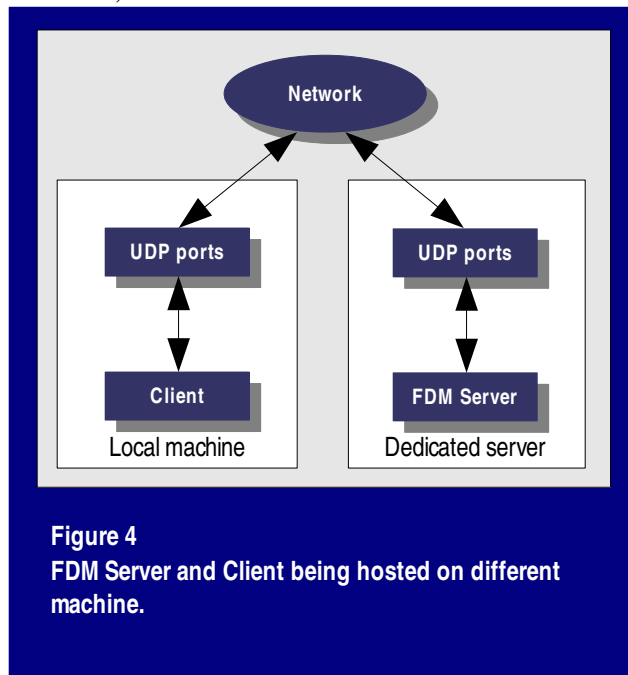 Network
UDP ports
UDP ports
Client
FDM Server
Local machine
Dedicated server
Figure 4
FDM Server and Client being hosted on different
machine.